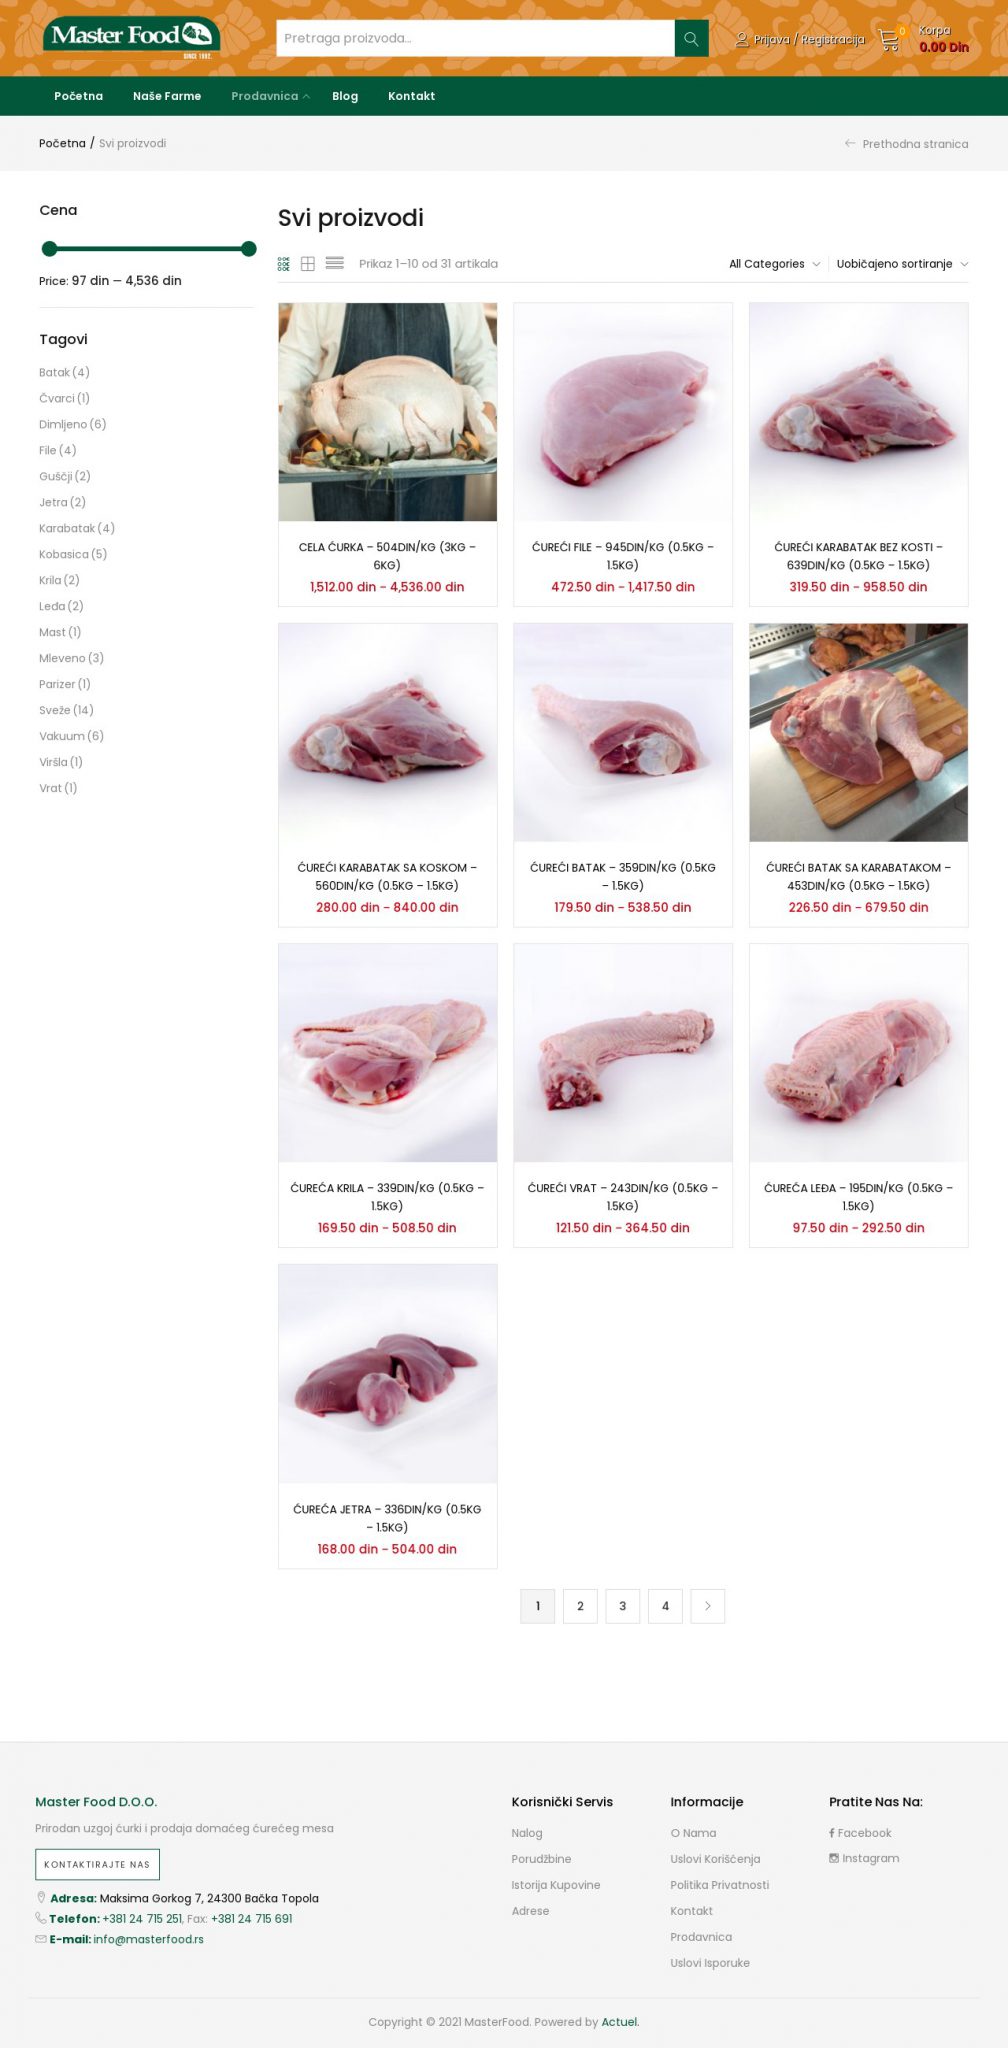 Master Food
SINCE 1992.
Pretraga proizvoda...
Prijava / Registracija
0
Korpa
0.00 Din
Početna
Naše Farme
Prodavnica
Blog
Kontakt
Početna / Svi proizvodi
Prethodna stranica
Cena
Price: 97 din — 4,536 din
Tagovi
Batak (4)
Čvarci (1)
Dimljeno (6)
File (4)
Guščji (2)
Jetra (2)
Karabatak (4)
Kobasica (5)
Krila (2)
Leđa (2)
Mast (1)
Mleveno (3)
Parizer (1)
Sveže (14)
Vakuum (6)
Viršla (1)
Vrat (1)
Svi proizvodi
Prikaz 1–10 od 31 artikala
All Categories
Uobičajeno sortiranje
CELA ĆURKA – 504DIN/KG (3KG –
6KG)
1,512.00 din – 4,536.00 din
ĆUREĆI FILE – 945DIN/KG (0.5KG –
1.5KG)
472.50 din – 1,417.50 din
ĆUREĆI KARABATAK BEZ KOSTI –
639DIN/KG (0.5KG – 1.5KG)
319.50 din – 958.50 din
ĆUREĆI KARABATAK SA KOSKOM –
560DIN/KG (0.5KG – 1.5KG)
280.00 din – 840.00 din
ĆUREĆI BATAK – 359DIN/KG (0.5KG
– 1.5KG)
179.50 din – 538.50 din
ĆUREĆI BATAK SA KARABATAKOM –
453DIN/KG (0.5KG – 1.5KG)
226.50 din – 679.50 din
ĆUREĆA KRILA – 339DIN/KG (0.5KG –
1.5KG)
169.50 din – 508.50 din
ĆUREĆI VRAT – 243DIN/KG (0.5KG –
1.5KG)
121.50 din – 364.50 din
ĆUREĆA LEĐA – 195DIN/KG (0.5KG –
1.5KG)
97.50 din – 292.50 din
ĆUREĆA JETRA – 336DIN/KG (0.5KG
– 1.5KG)
168.00 din – 504.00 din
1
2
3
4
Master Food D.O.O.
Prirodan uzgoj ćurki i prodaja domaćeg ćurećeg mesa
KONTAKTIRAJTE NAS
Adresa: Maksima Gorkog 7, 24300 Bačka Topola
Telefon: +381 24 715 251, Fax: +381 24 715 691
E-mail: info@masterfood.rs
Korisnički Servis
Nalog
Porudžbine
Istorija Kupovine
Adrese
Informacije
O Nama
Uslovi Korišćenja
Politika Privatnosti
Kontakt
Prodavnica
Uslovi Isporuke
Pratite Nas Na:
Facebook
Instagram
Copyright © 2021 MasterFood. Powered by Actuel.